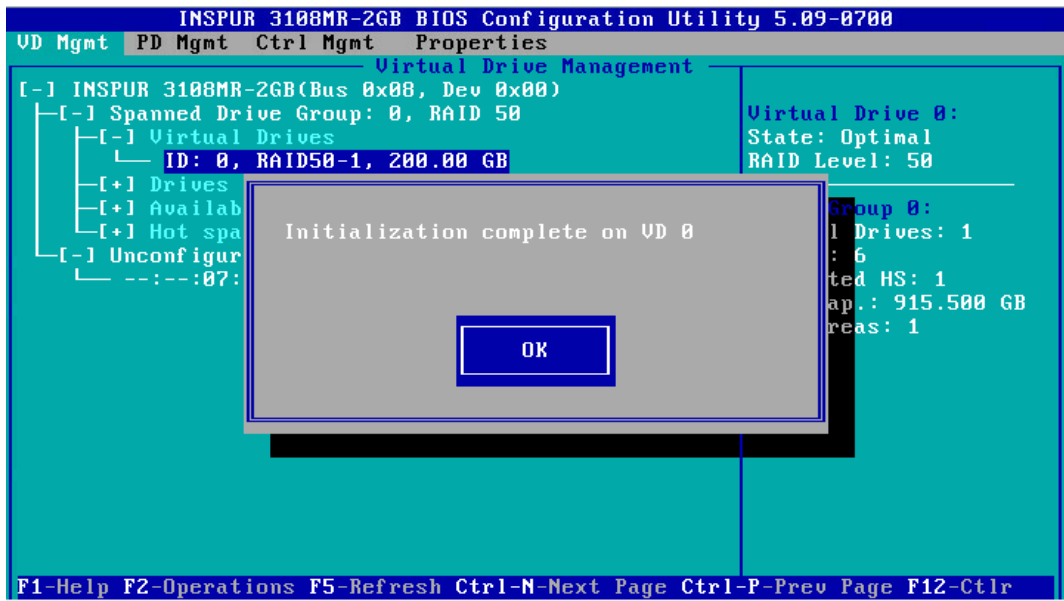 INSPUR 3108MR-2GB BIOS Configuration Utility 5.09-0700
VD Mgmt PD Mgmt Ctrl Mgmt Properties
Virtual Drive Management
[-] INSPUR 3108MR-2GB(Bus 0x08, Dev 0x00)
[-] Spanned Drive Group: 0, RAID 50
[-] Virtual Drives
ID: 0, RAID50-1, 200.00 GB
[+] Drives
[+] Availab
[+] Hot spa
[-] Unconfigur
--:--:07:
Virtual Drive 0:
State: Optimal
RAID Level: 50
Group 0:
l Drives: 1
: 6
ted HS: 1
ap.: 915.500 GB
reas: 1
Initialization complete on VD 0
OK
F1-Help F2-Operations F5-Refresh Ctrl-N-Next Page Ctrl-P-Prev Page F12-Ctlr